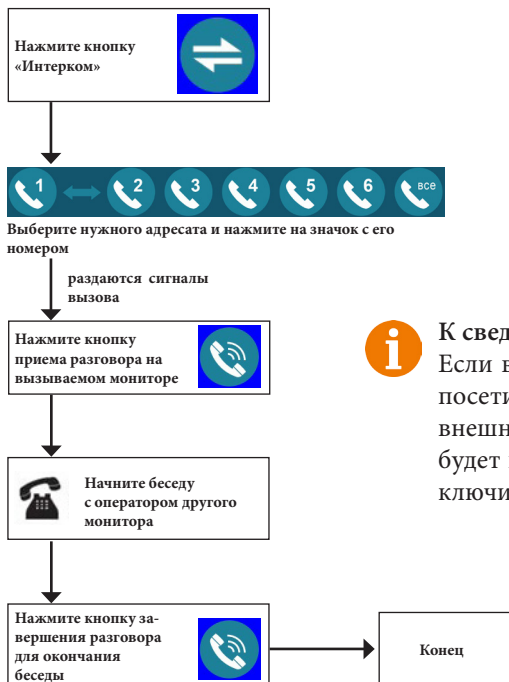 Нажмите кнопку
«Интерком»
1 2 3 4 5 6 все
Выберите нужного адресата и нажмите на значок с его
номером
раздаются сигналы
вызова
Нажмите кнопку
приема разговора на
вызываемом мониторе
К свед
Если в
посети
внешн
будет
ключи
Начните беседу
с оператором другого
монитора
Нажмите кнопку за-
вершения разговора
для окончания
беседы
Конец